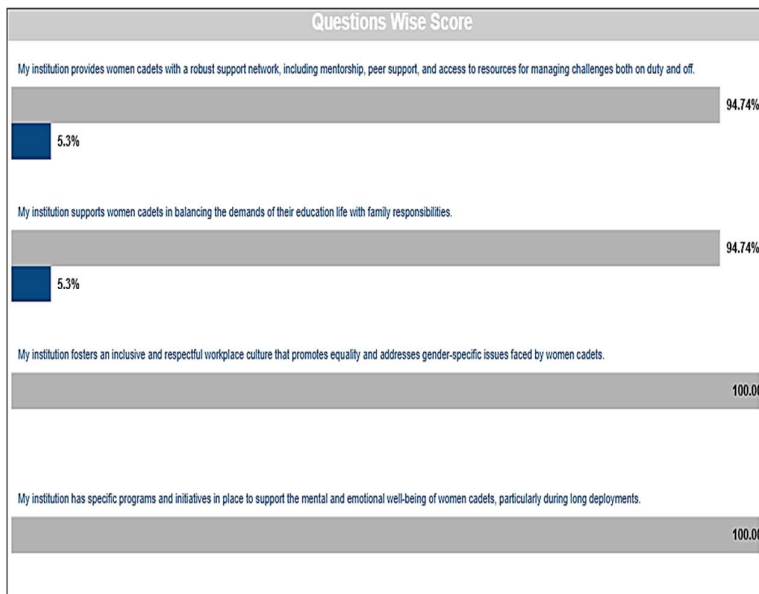 Questions Wise Score
My institution provides women cadets with a robust support network, including mentorship, peer support, and access to resources for managing challenges both on duty and off.
94.74%
5.3%
My institution supports women cadets in balancing the demands of their education life with family responsibilities.
94.74%
5.3%
My institution fosters an inclusive and respectful workplace culture that promotes equality and addresses gender-specific issues faced by women cadets.
100.00
My institution has specific programs and initiatives in place to support the mental and emotional well-being of women cadets, particularly during long deployments.
100.00